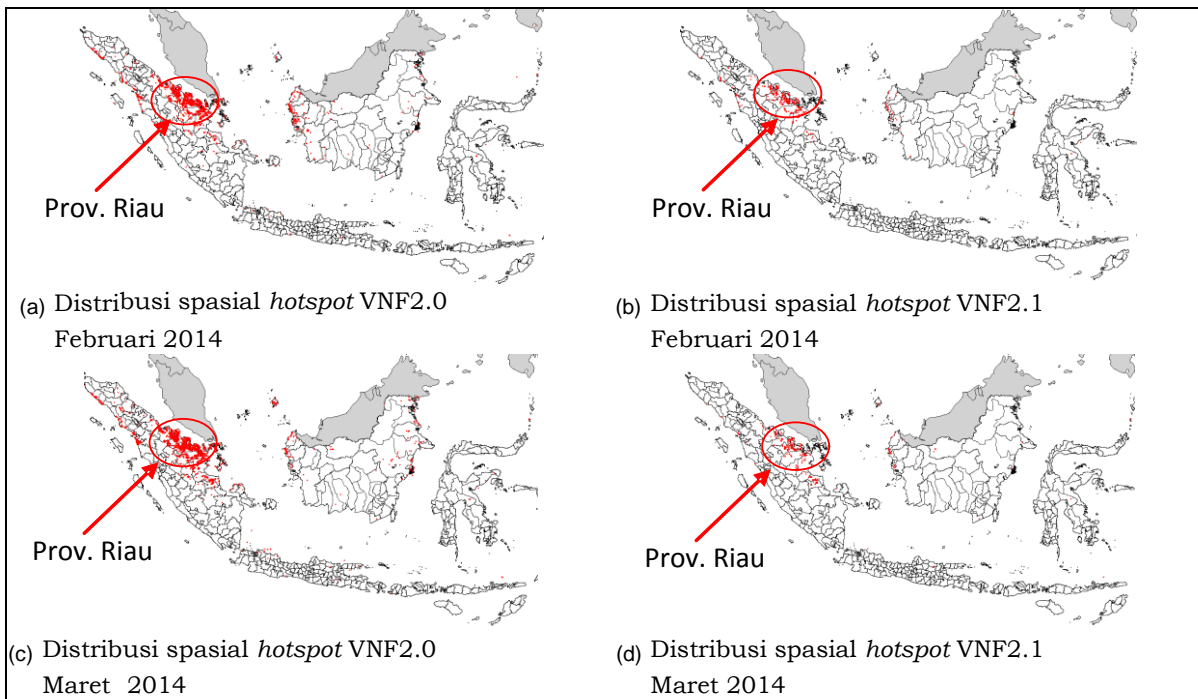 Prov. Riau
(a) Distribusi spasial hotspot VNF2.0
Februari 2014
Prov. Riau
(b) Distribusi spasial hotspot VNF2.1
Februari 2014
Prov. Riau
(c) Distribusi spasial hotspot VNF2.0
Maret 2014
Prov. Riau
(d) Distribusi spasial hotspot VNF2.1
Maret 2014